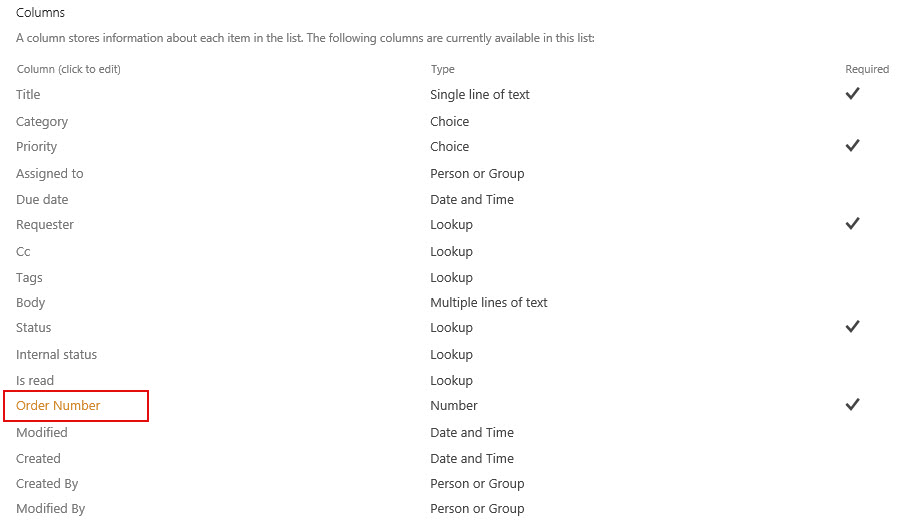 Columns
A column stores information about each item in the list. The following columns are currently available in this list:
Column (click to edit) Type Required
Title Single line of text
Category Choice
Priority Choice
Assigned to Person or Group
Due date Date and Time
Requester Lookup
Cc Lookup
Tags Lookup
Body Multiple lines of text
Status Lookup
Internal status Lookup
Is read Lookup
Order Number Number
Modified Date and Time
Created Date and Time
Created By Person or Group
Modified By Person or Group